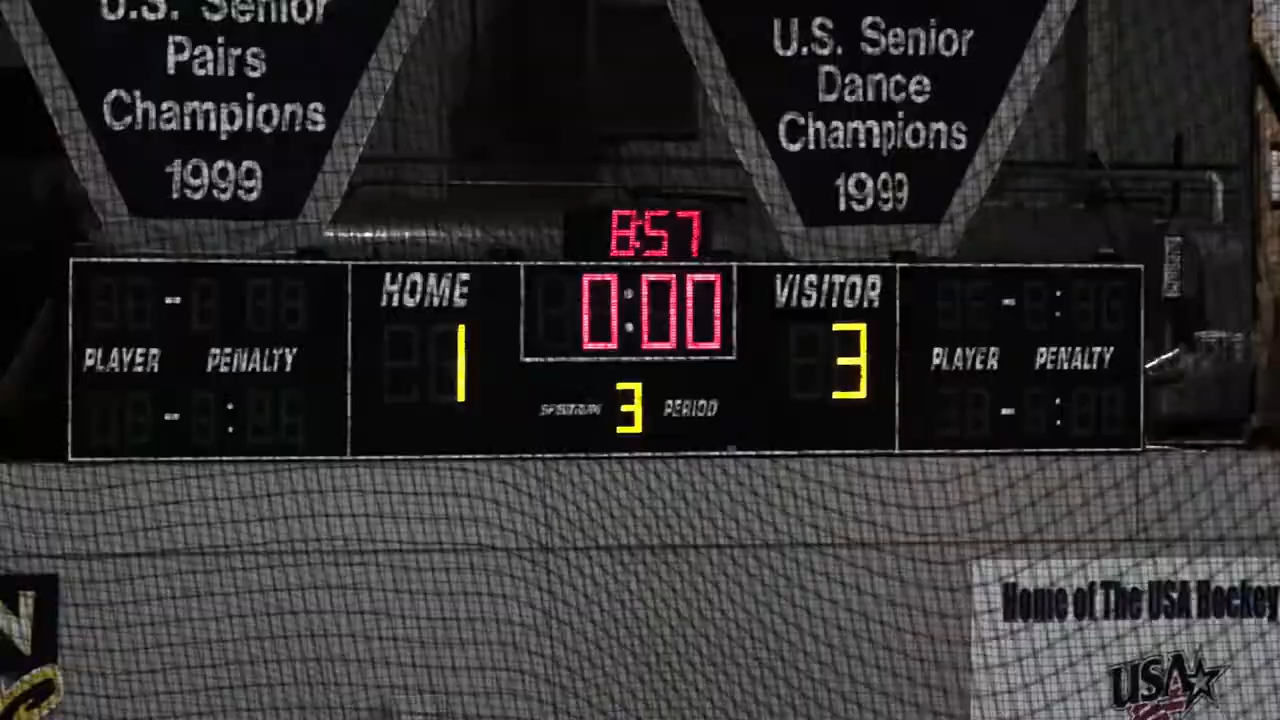 U.S. Senior
Pairs
Champions
1999
U.S. Senior
Dance
Champions
1999
8:57
HOME
0:00
VISITOR
PLAYER PENALTY
1
3
PLAYER PENALTY
SPECTRUM 3 PERIOD
Home of The USA Hockey
USA